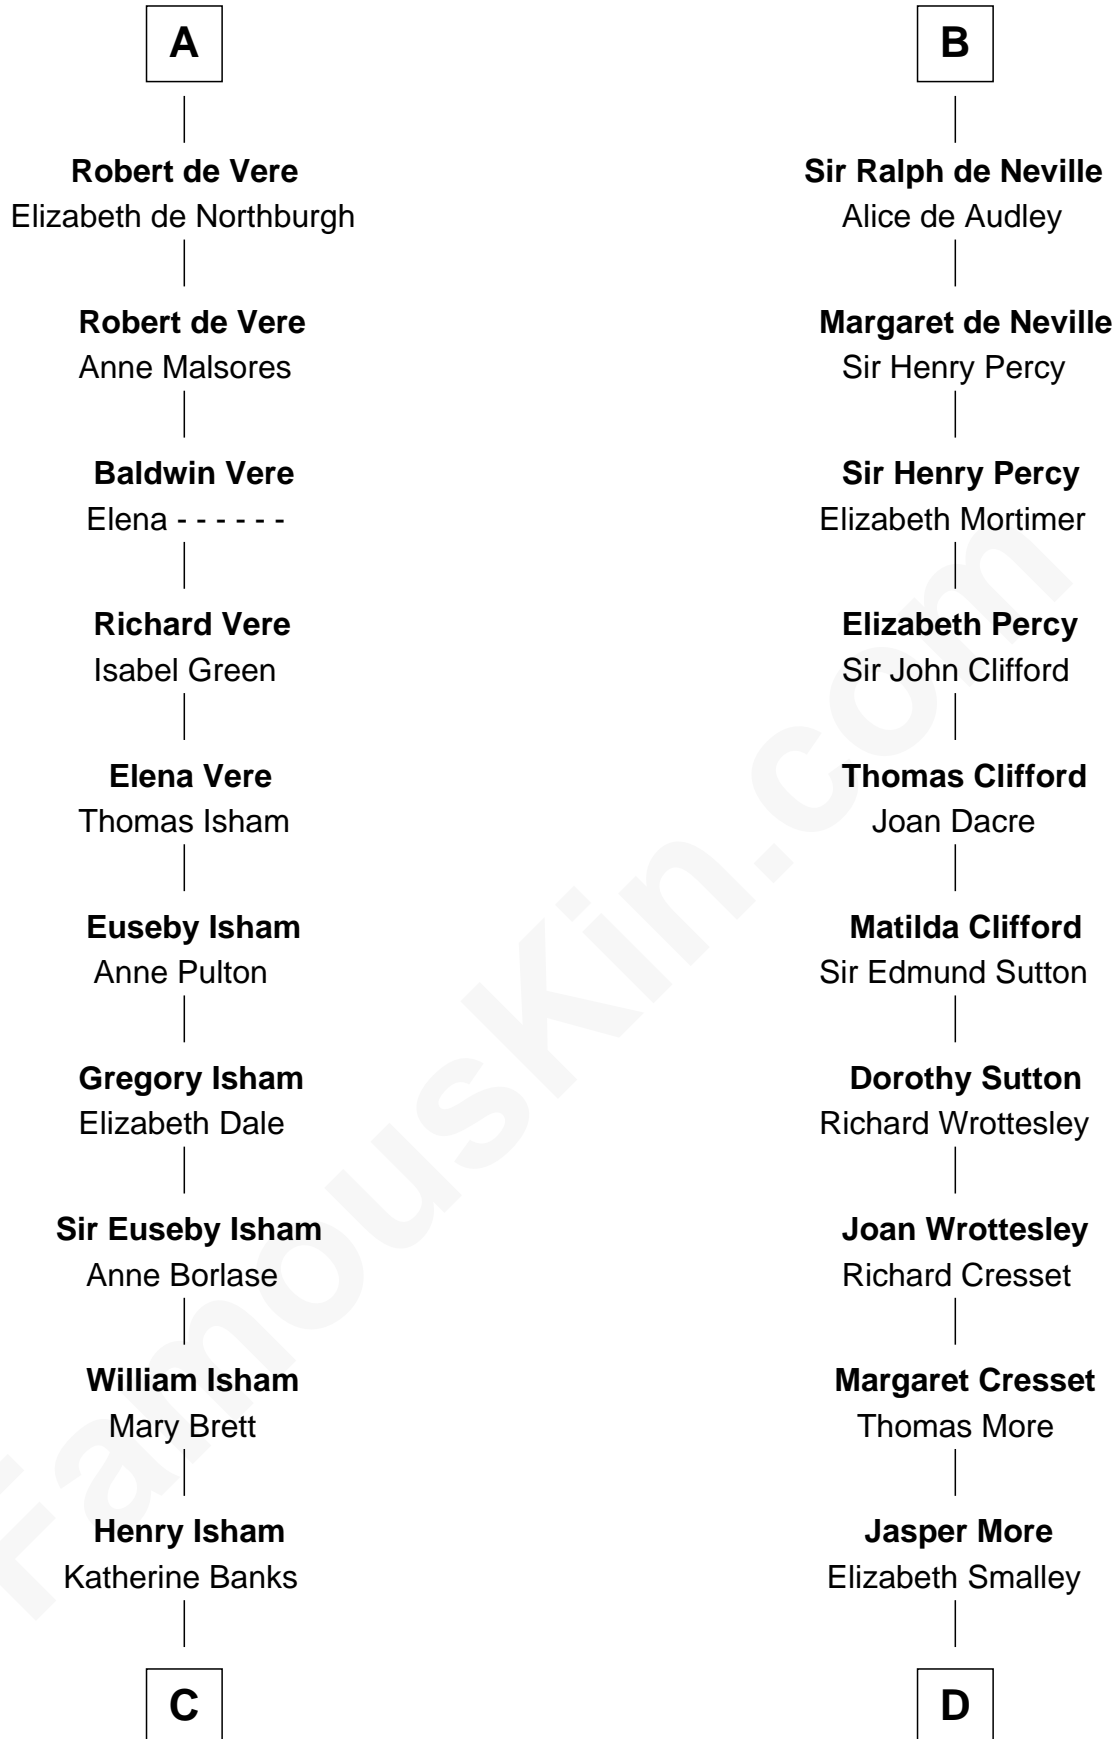 A
Robert de Vere
Elizabeth de Northburgh
Robert de Vere
Anne Malsores
Baldwin Vere
Elena - - - - - -
Richard Vere
Isabel Green
Elena Vere
Thomas Isham
Euseby Isham
Anne Pulton
Gregory Isham
Elizabeth Dale
Sir Euseby Isham
Anne Borlase
William Isham
Mary Brett
Henry Isham
Katherine Banks
C
B
Sir Ralph de Neville
Alice de Audley
Margaret de Neville
Sir Henry Percy
Sir Henry Percy
Elizabeth Mortimer
Elizabeth Percy
Sir John Clifford
Thomas Clifford
Joan Dacre
Matilda Clifford
Sir Edmund Sutton
Dorothy Sutton
Richard Wrottesley
Joan Wrottesley
Richard Cresset
Margaret Cresset
Thomas More
Jasper More
Elizabeth Smalley
D
FamousKin.com